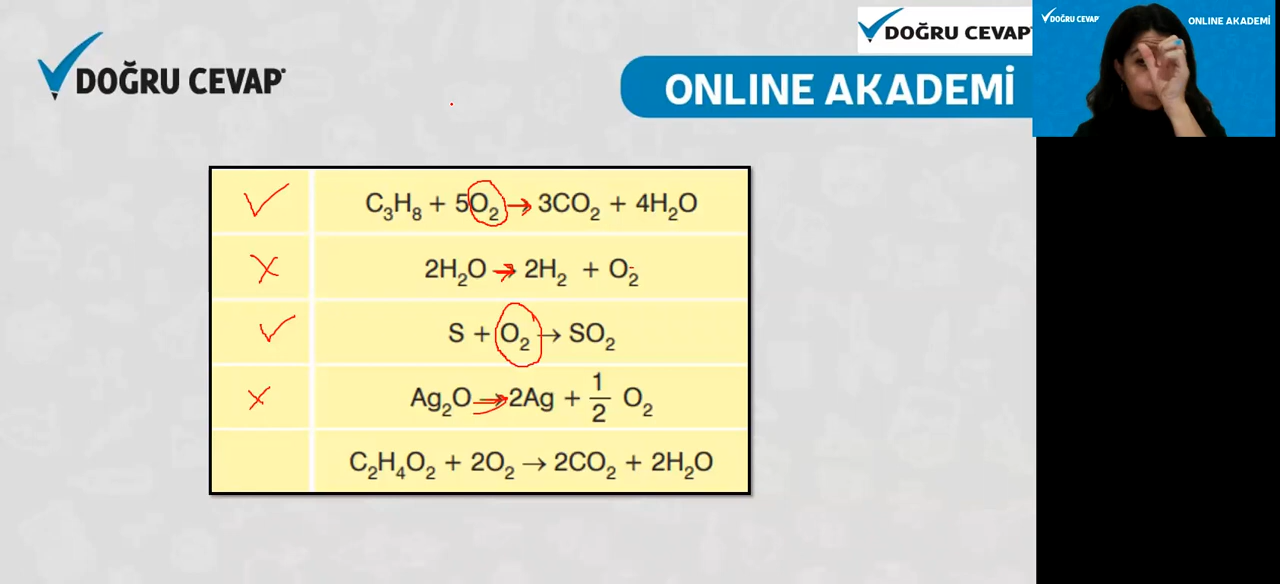 DOĞRU CEVAP
DOĞRU CEVAP
ONLINE AKADEMİ
DOĞRU CEVAP
ONLINE AKADEMİ
C₃H₈ + 5O₂ → 3CO₂ + 4H₂O
2H₂O → 2H₂ + O₂
S + O₂ → SO₂
Ag₂O → 2Ag + 1/2 O₂
C₂H₄O₂ + 2O₂ → 2CO₂ + 2H₂O